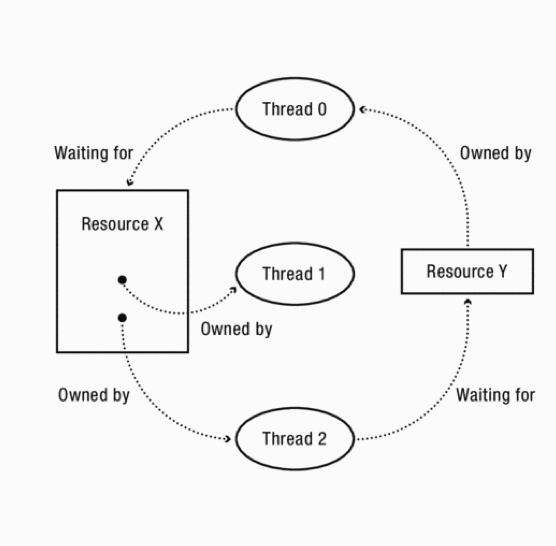 Thread 0
Waiting for
Owned by
Resource X
Thread 1
Resource Y
Owned by
Owned by
Waiting for
Thread 2